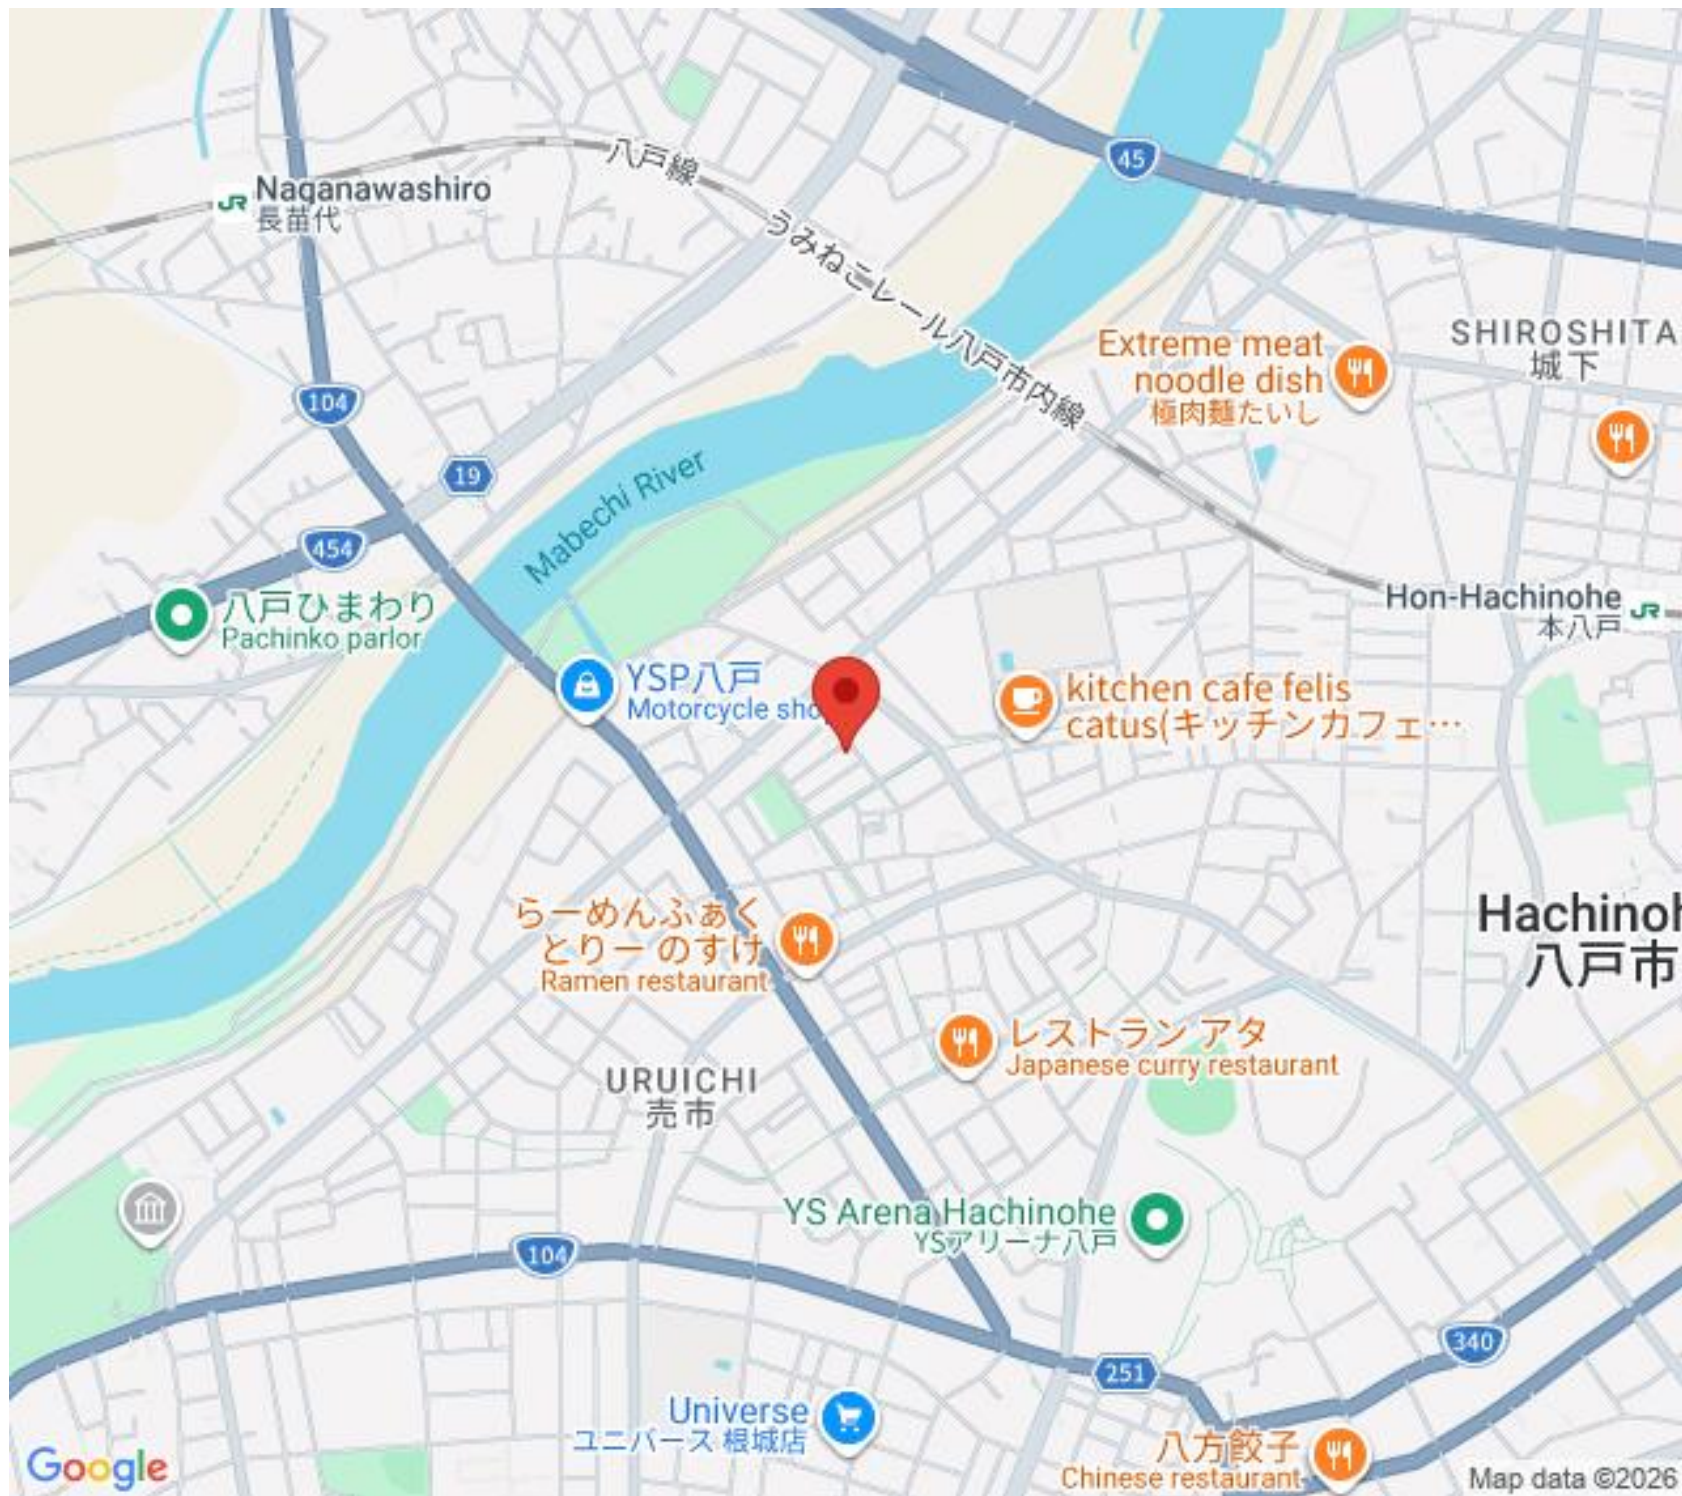 45
八戸線
Naganawashiro
長苗代
うみねこレール八戸市内線
SHIROSHITA
城下
Extreme meat
noodle dish
極肉麺たいし
104
19
Mabechi River
454
八戸ひまわり
Pachinko parlor
Hon-Hachinohe
本八戸
YSP八戸
Motorcycle sho
kitchen cafe felis
catus(キッチンカフェ…
らーめんふぁく
とりー のすけ
Ramen restaurant
Hachinoh
八戸市
レストラン アタ
Japanese curry restaurant
URUICHI
売市
YS Arena Hachinohe
YSアリーナ八戸
104
340
251
Universe
ユニバース 根城店
八方餃子
Chinese restaurant
Google
Map data ©2026